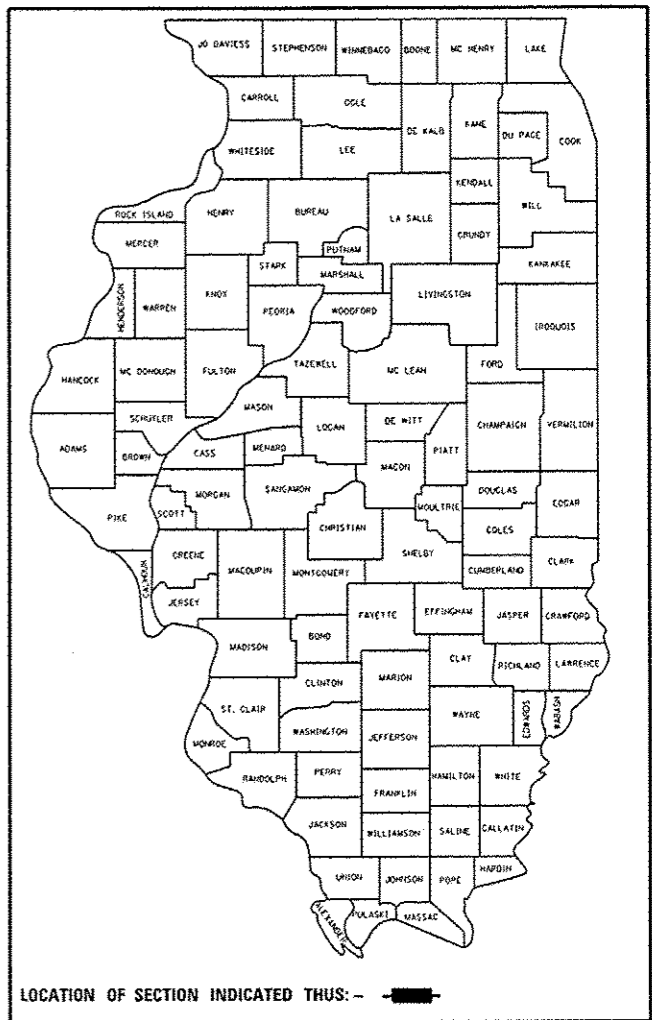 JO DAVIESS STEPHENSON WINNEBAGO BOONE MC HENRY LAKE
CARROLL OGLE DE KALB KANE DU PAGE COOK
WHITESIDE LEE
KENDALL
ROCK ISLAND HENRY BUREAU LA SALLE WILL
MERCER PUTNAM GRUNDY
STARK MARSHALL KANKAKEE
HENDERSON WARREN KNOX PEORIA WOODFORD LIVINGSTON IROQUOIS
HANCOCK MC DONOUGH FULTON TAZEWELL MC LEAN FORD
MASON
SCHUYLER LOGAN DE WITT CHAMPAIGN VERMILION
ADAMS BROWN CASS MENARD PIATT
MACON
PIKE SCOTT MORGAN SANGAMON DOUGLAS EDGAR
MOULTRIE
CHRISTIAN COLES
CALHOUN GREENE MACOUPIN MONTGOMERY SHELBY CUMBERLAND CLARK
JERSEY FAYETTE EFFINGHAM JASPER CRAWFORD
MADISON BOND
CLAY RICHLAND LAWRENCE
CLINTON MARION
ST. CLAIR WAYNE EDWARDS WABASH
MONROE WASHINGTON JEFFERSON
RANDOLPH PERRY HAMILTON WHITE
FRANKLIN
JACKSON WILLIAMSON SALINE GALLATIN
UNION JOHNSON POPE HARDIN
ALEXANDER PULASKI MASSAC
LOCATION OF SECTION INDICATED THUS: -